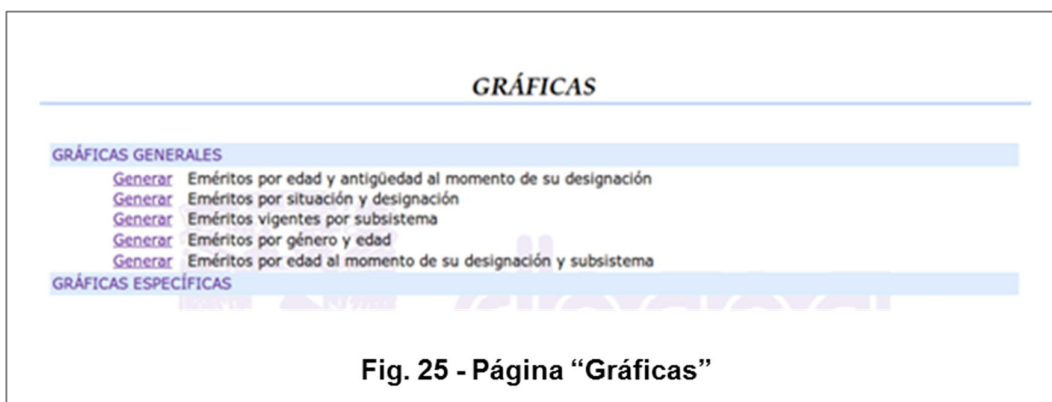 GRÁFICAS
GRÁFICAS GENERALES
Generar Eméritos por edad y antigüedad al momento de su designación
Generar Eméritos por situación y designación
Generar Eméritos vigentes por subsistema
Generar Eméritos por género y edad
Generar Eméritos por edad al momento de su designación y subsistema
GRÁFICAS ESPECÍFICAS
Fig. 25 - Página “Gráficas”